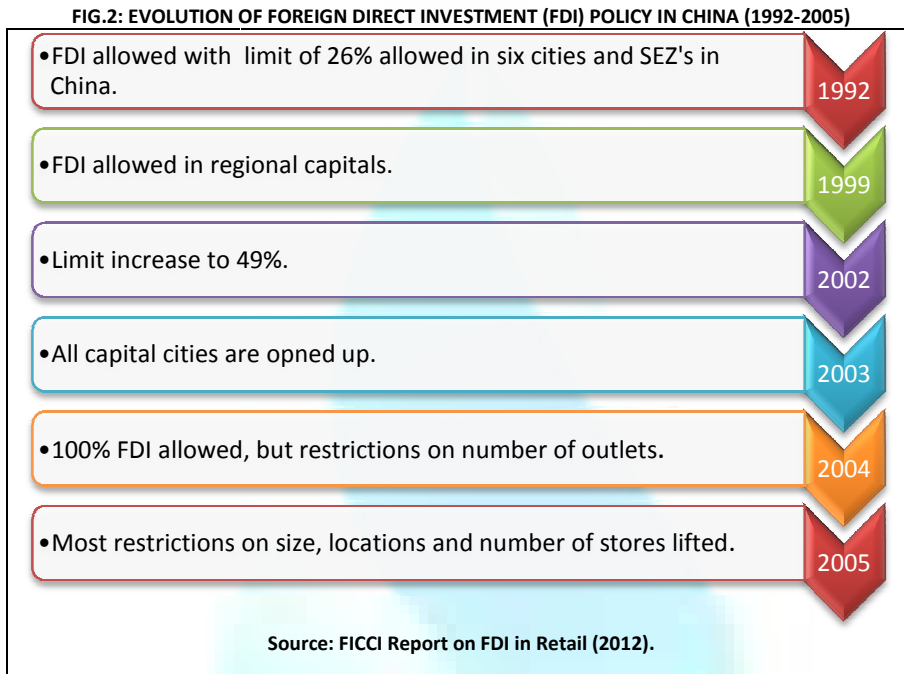 FIG.2: EVOLUTION OF FOREIGN DIRECT INVESTMENT (FDI) POLICY IN CHINA (1992-2005)
•FDI allowed with limit of 26% allowed in six cities and SEZ's in
China.
1992
•FDI allowed in regional capitals.
1999
•Limit increase to 49%.
2002
•All capital cities are opned up.
2003
•100% FDI allowed, but restrictions on number of outlets.
2004
•Most restrictions on size, locations and number of stores lifted.
2005
Source: FICCI Report on FDI in Retail (2012).